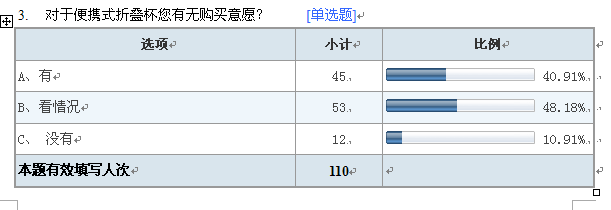 3. 对于便携式折叠杯您有无购买意愿? [单选题]
选项 小计 比例
A、有 45 40.91%
B、看情况 53 48.18%
C、 没有 12 10.91%
本题有效填写人次 110